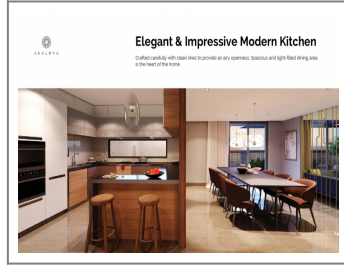 Elegant & Impressive Modern Kitchen
AKALPYA
Crafted carefully with clean lines to provide an airy openness. Spacious and light-filled dining area
is the heart of the home.